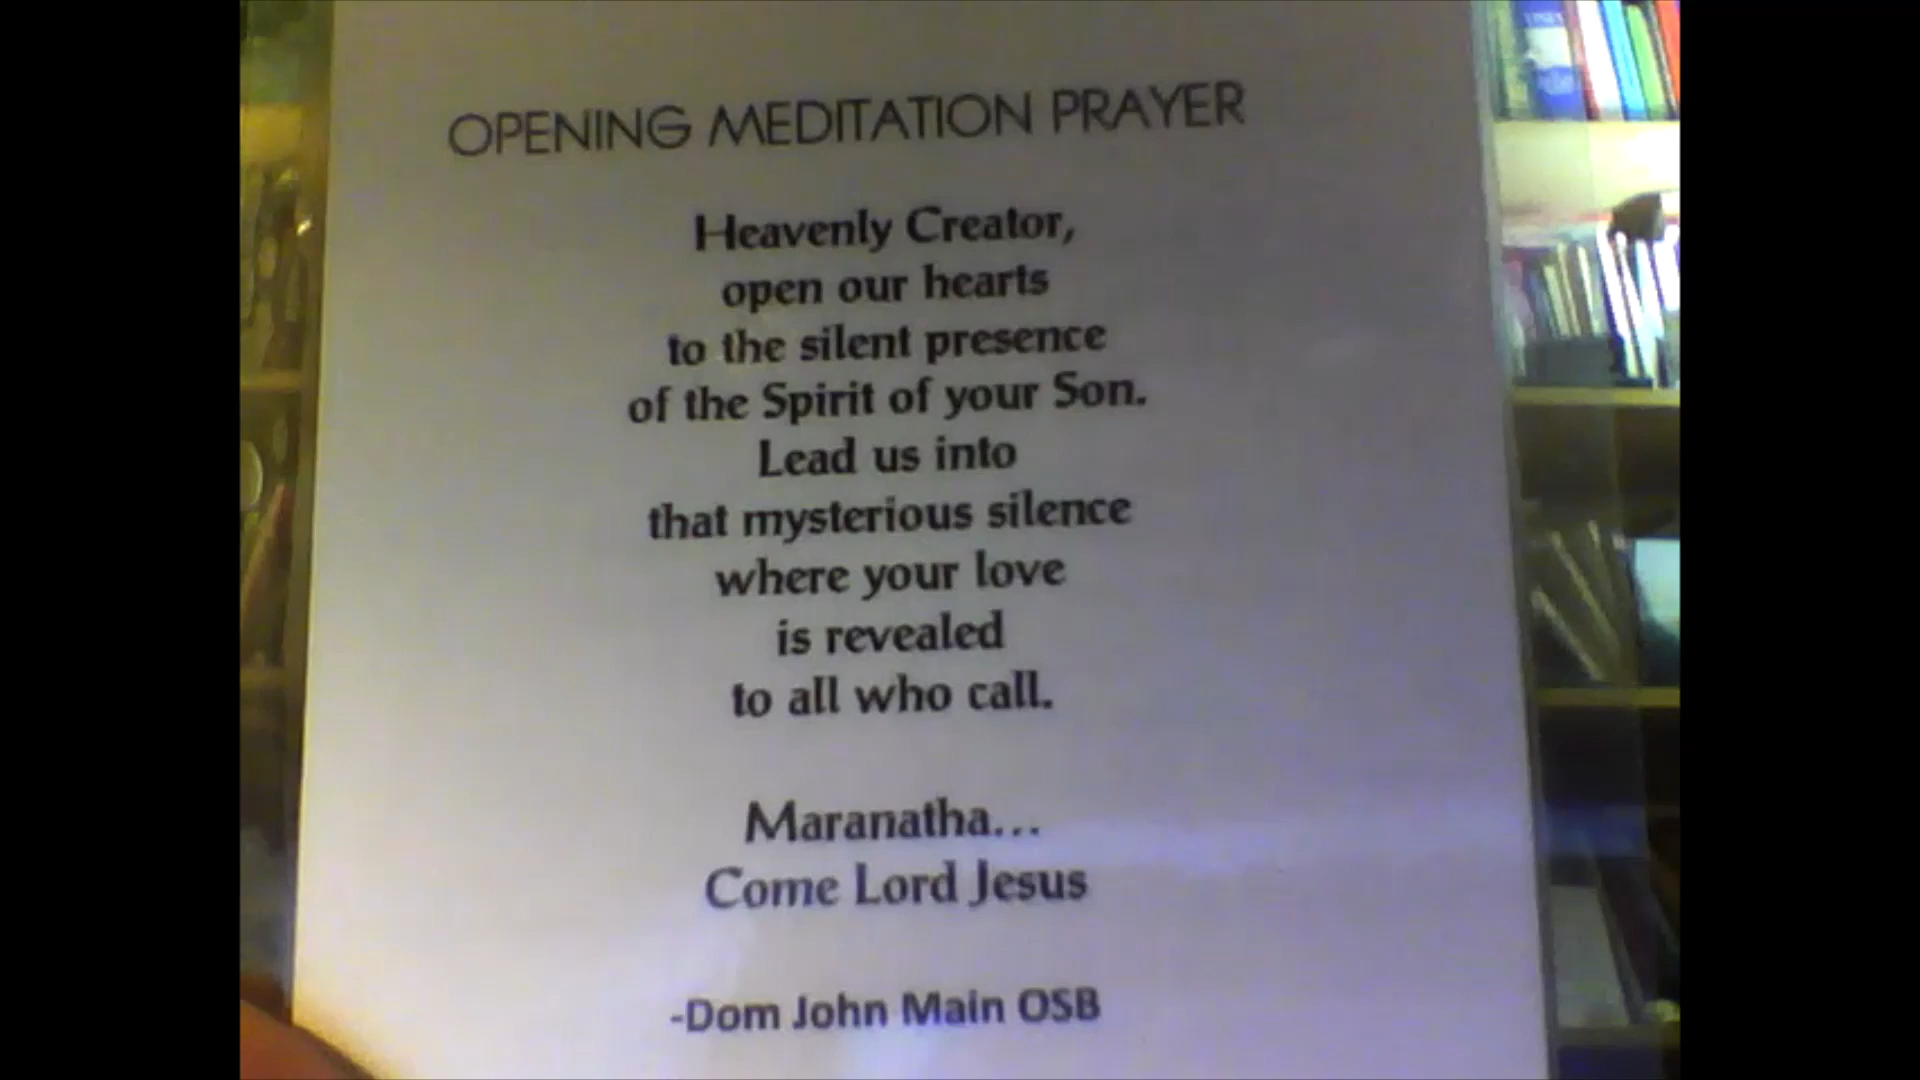 OPENING MEDITATION PRAYER
Heavenly Creator,
open our hearts
to the silent presence
of the Spirit of your Son.
Lead us into
that mysterious silence
where your love
is revealed
to all who call.
Maranatha...
Come Lord Jesus
-Dom John Main OSB